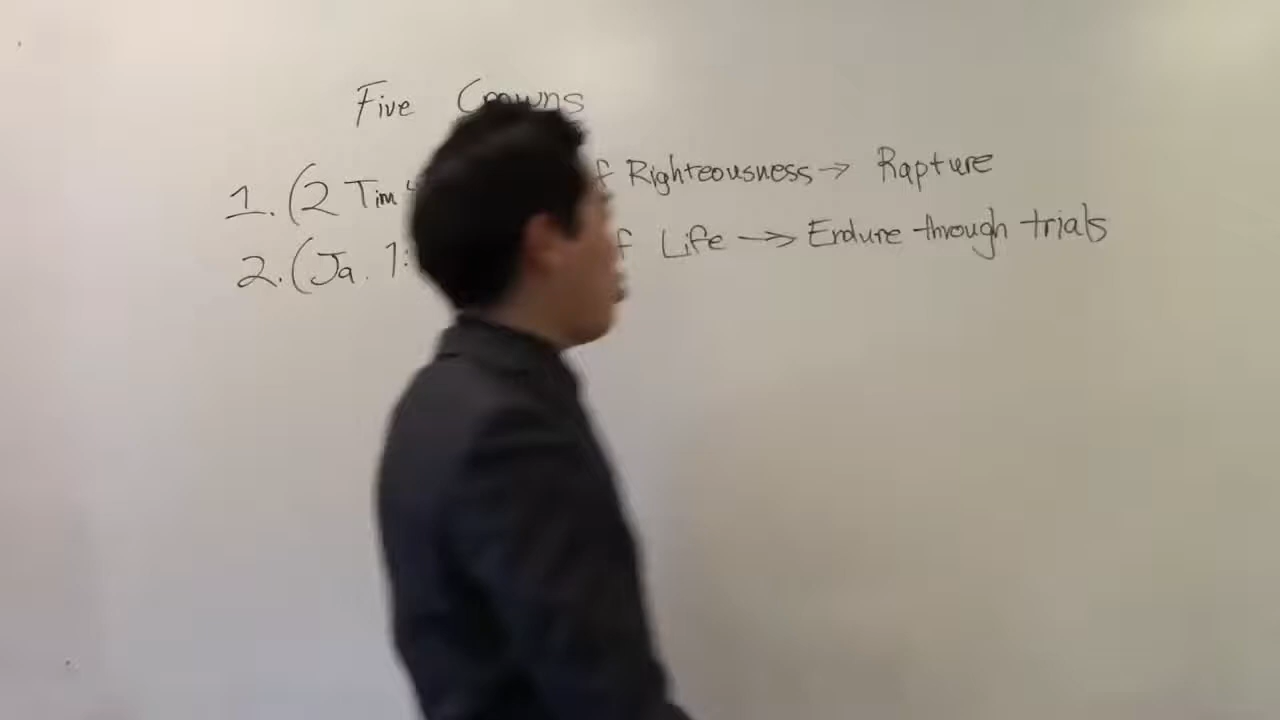 Five Crowns
1. (2 Tim Righteousness → Rapture
2. (Ja. 1: Life → Endure through trials